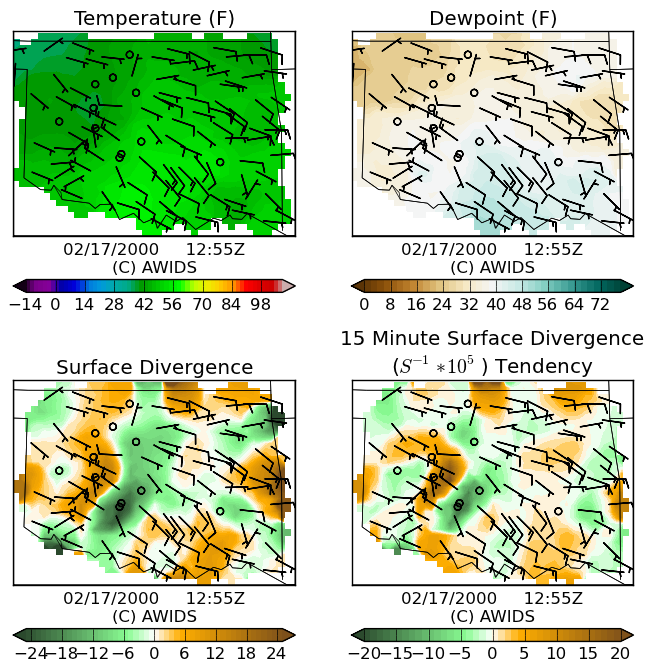 Temperature (F)
Dewpoint (F)
02/17/2000 12:55Z
(C) AWIDS
02/17/2000 12:55Z
(C) AWIDS
−14 0 14 28 42 56 70 84 98
0 8 16 24 32 40 48 56 64 72
Surface Divergence
15 Minute Surface Divergence
(S⁻¹ *10⁵ ) Tendency
02/17/2000 12:55Z
(C) AWIDS
02/17/2000 12:55Z
(C) AWIDS
−24 −18 −12 −6 0 6 12 18 24
−20 −15 −10 −5 0 5 10 15 20